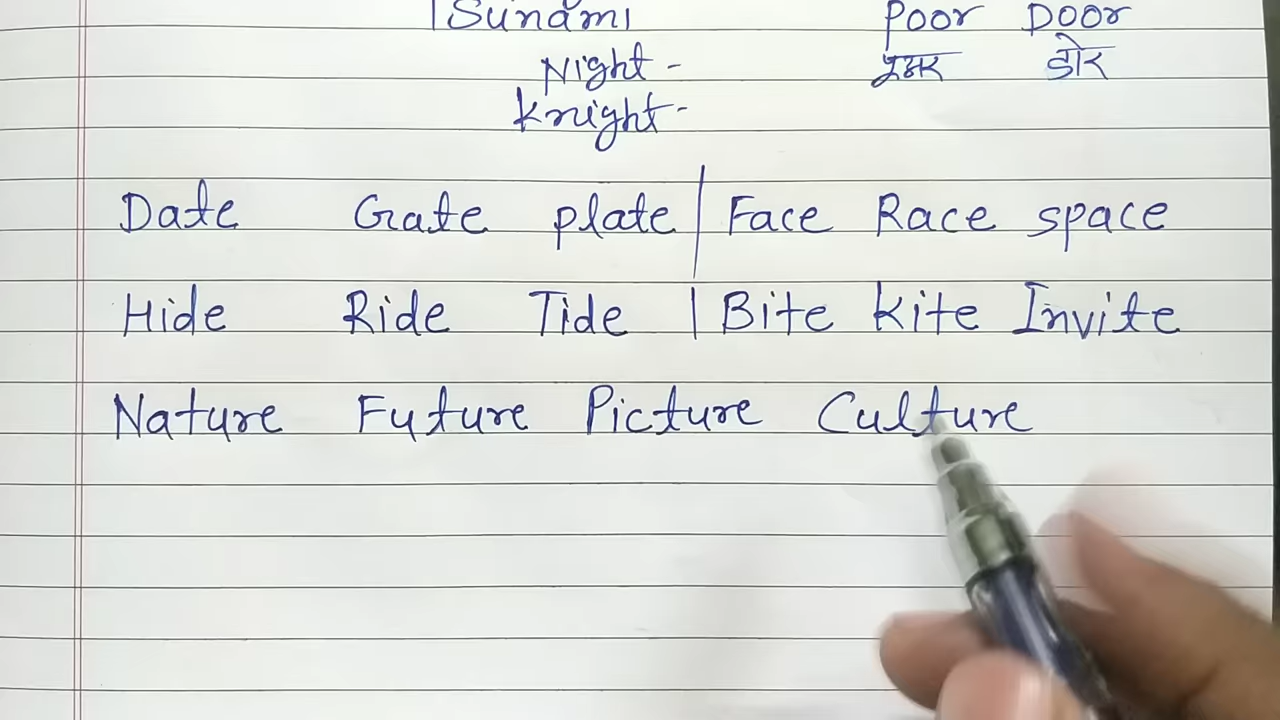 Tsunami Poor Door
Night - पूअर डोर
Knight -
Date Grate plate | Face Race space
Hide Ride Tide | Bite Kite Invite
Nature Future Picture Culture